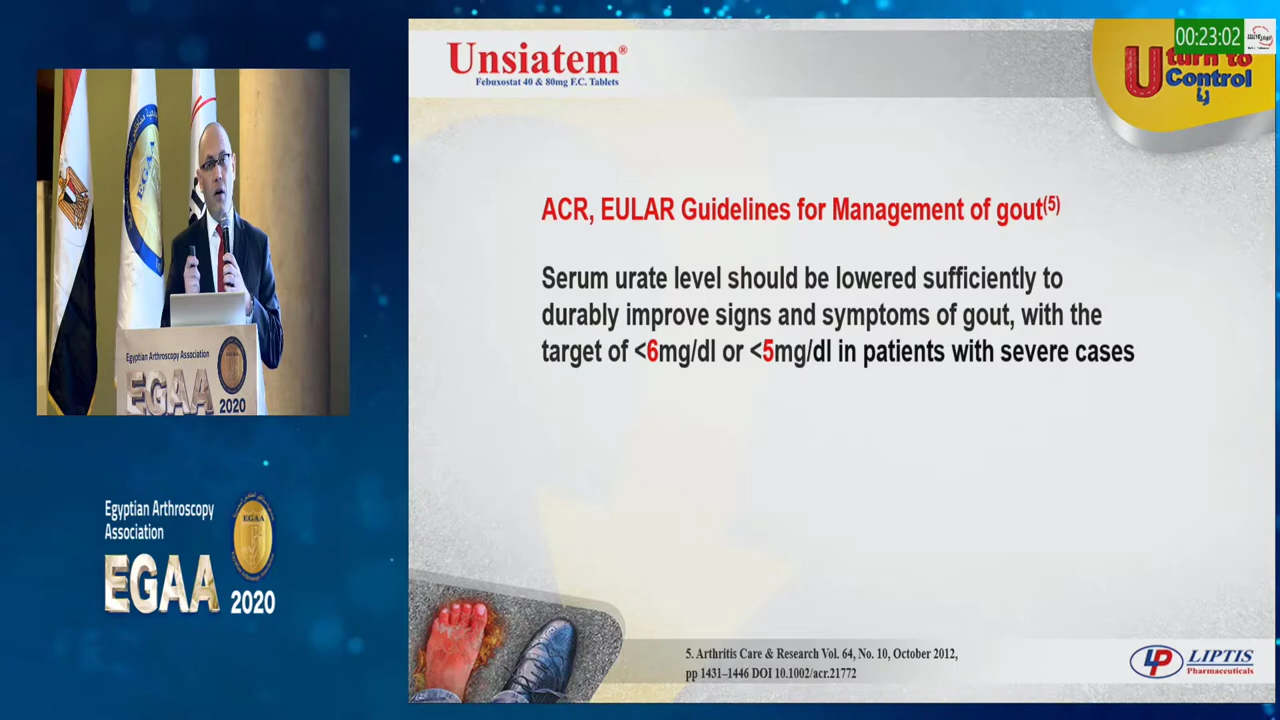 Unsiatem®
Febuxostat 40 & 80mg F.C. Tablets
00:23:02
U turn to
Control
ACR, EULAR Guidelines for Management of gout(5)
Serum urate level should be lowered sufficiently to
durably improve signs and symptoms of gout, with the
target of <6mg/dl or <5mg/dl in patients with severe cases
EGAA
Egyptian Arthroscopy Association
EGAA
2020
Egyptian Arthroscopy
Association
EGAA
EGAA
2020
5. Arthritis Care & Research Vol. 64, No. 10, October 2012,
pp 1431–1446 DOI 10.1002/acr.21772
LP
LIPTIS
Pharmaceuticals